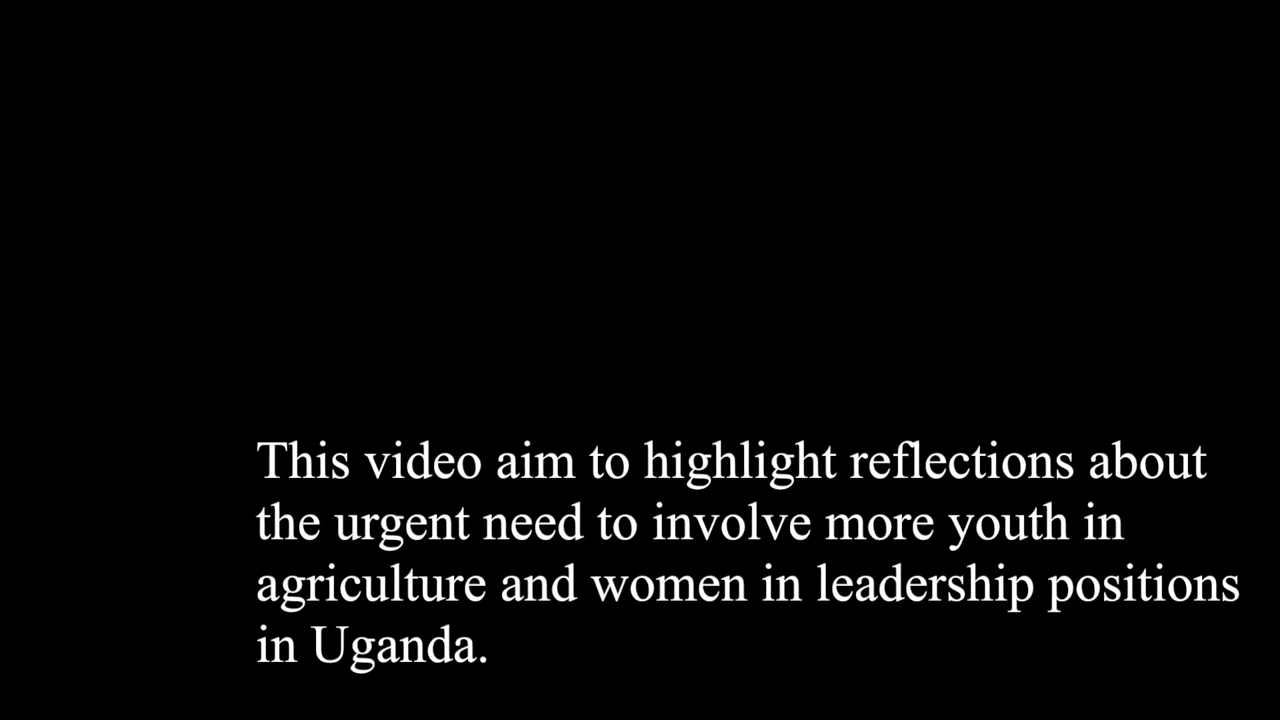 This video aim to highlight reflections about
the urgent need to involve more youth in
agriculture and women in leadership positions
in Uganda.